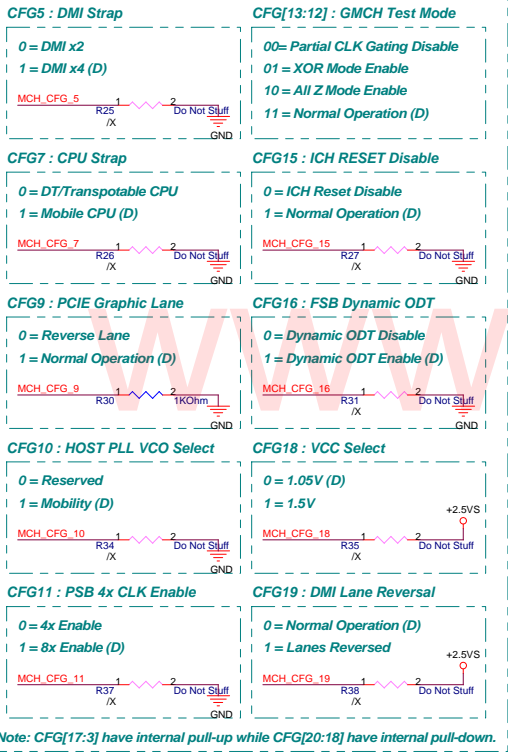 CFG5 : DMI Strap
0 = DMI x2
1 = DMI x4 (D)
MCH_CFG_5
1
2
R25
Do Not Stuff
/X
GND
CFG[13:12] : GMCH Test Mode
00= Partial CLK Gating Disable
01 = XOR Mode Enable
10 = All Z Mode Enable
11 = Normal Operation (D)
CFG7 : CPU Strap
0 = DT/Transpotable CPU
1 = Mobile CPU (D)
MCH_CFG_7
1
2
R26
Do Not Stuff
/X
GND
CFG15 : ICH RESET Disable
0 = ICH Reset Disable
1 = Normal Operation (D)
MCH_CFG_15
1
2
R27
Do Not Stuff
/X
GND
CFG9 : PCIE Graphic Lane
0 = Reverse Lane
1 = Normal Operation (D)
MCH_CFG_9
1
2
R30
1KOhm
GND
CFG16 : FSB Dynamic ODT
0 = Dynamic ODT Disable
1 = Dynamic ODT Enable (D)
MCH_CFG_16
1
2
R31
Do Not Stuff
/X
GND
CFG10 : HOST PLL VCO Select
0 = Reserved
1 = Mobility (D)
MCH_CFG_10
1
2
R34
Do Not Stuff
/X
GND
CFG18 : VCC Select
0 = 1.05V (D)
1 = 1.5V
+2.5VS
MCH_CFG_18
1
2
R35
Do Not Stuff
/X
CFG11 : PSB 4x CLK Enable
0 = 4x Enable
1 = 8x Enable (D)
MCH_CFG_11
1
2
R37
Do Not Stuff
/X
GND
CFG19 : DMI Lane Reversal
0 = Normal Operation (D)
1 = Lanes Reversed
+2.5VS
MCH_CFG_19
1
2
R38
Do Not Stuff
/X
Note: CFG[17:3] have internal pull-up while CFG[20:18] have internal pull-down.
WWW